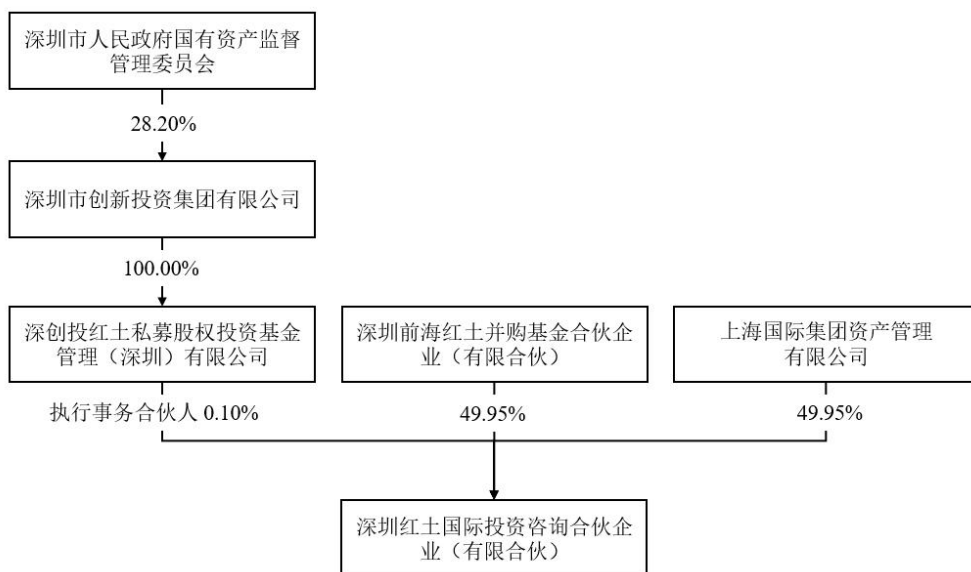 深圳市人民政府国有资产监督
管理委员会
28.20%
深圳市创新投资集团有限公司
100.00%
深创投红土私募股权投资基金
管理（深圳）有限公司
深圳前海红土并购基金合伙企
业（有限合伙）
上海国际集团资产管理
有限公司
执行事务合伙人 0.10%
49.95%
49.95%
深圳红土国际投资咨询合伙企
业（有限合伙）